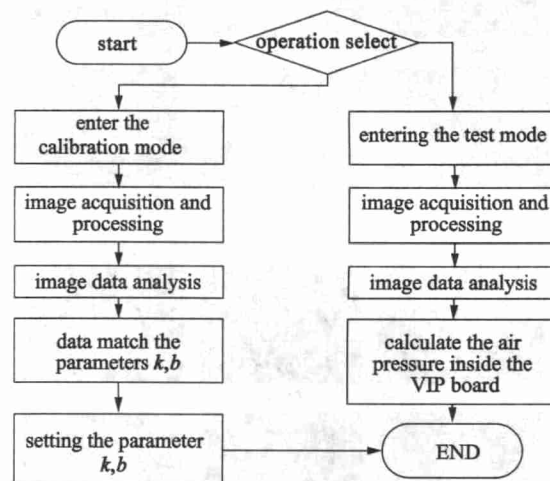 start
operation select
enter the
calibration mode
image acquisition and
processing
image data analysis
data match the
parameters k,b
setting the parameter
k,b
entering the test mode
image acquisition and
processing
image data analysis
calculate the air
pressure inside the
VIP board
END